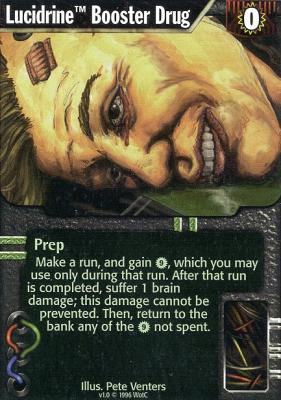 Lucidrine™ Booster Drug
0
Prep
Make a run, and gain 9, which you may
use only during that run. After that run
is completed, suffer 1 brain
damage; this damage cannot be
prevented. Then, return to the
bank any of the 9 not spent.
Illus. Pete Venters
v1.0 © 1996 WotC